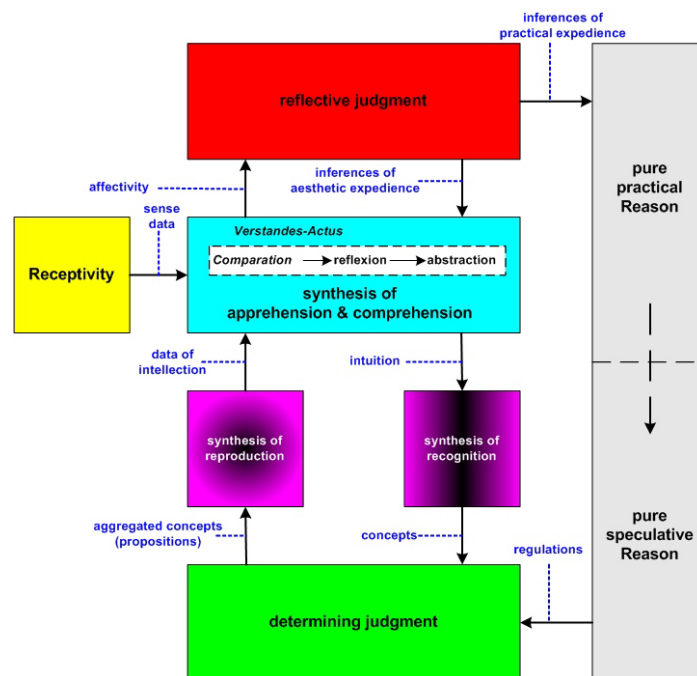 inferences of
practical expedience
reflective judgment
pure
practical
Reason
affectivity
inferences of
aesthetic expedience
sense
data
Receptivity
Verstandes-Actus
Comparation
reflexion
abstraction
synthesis of
apprehension & comprehension
data of
intellection
intuition
synthesis of
reproduction
synthesis of
recognition
aggregated concepts
(propositions)
concepts
regulations
pure
speculative
Reason
determining judgment